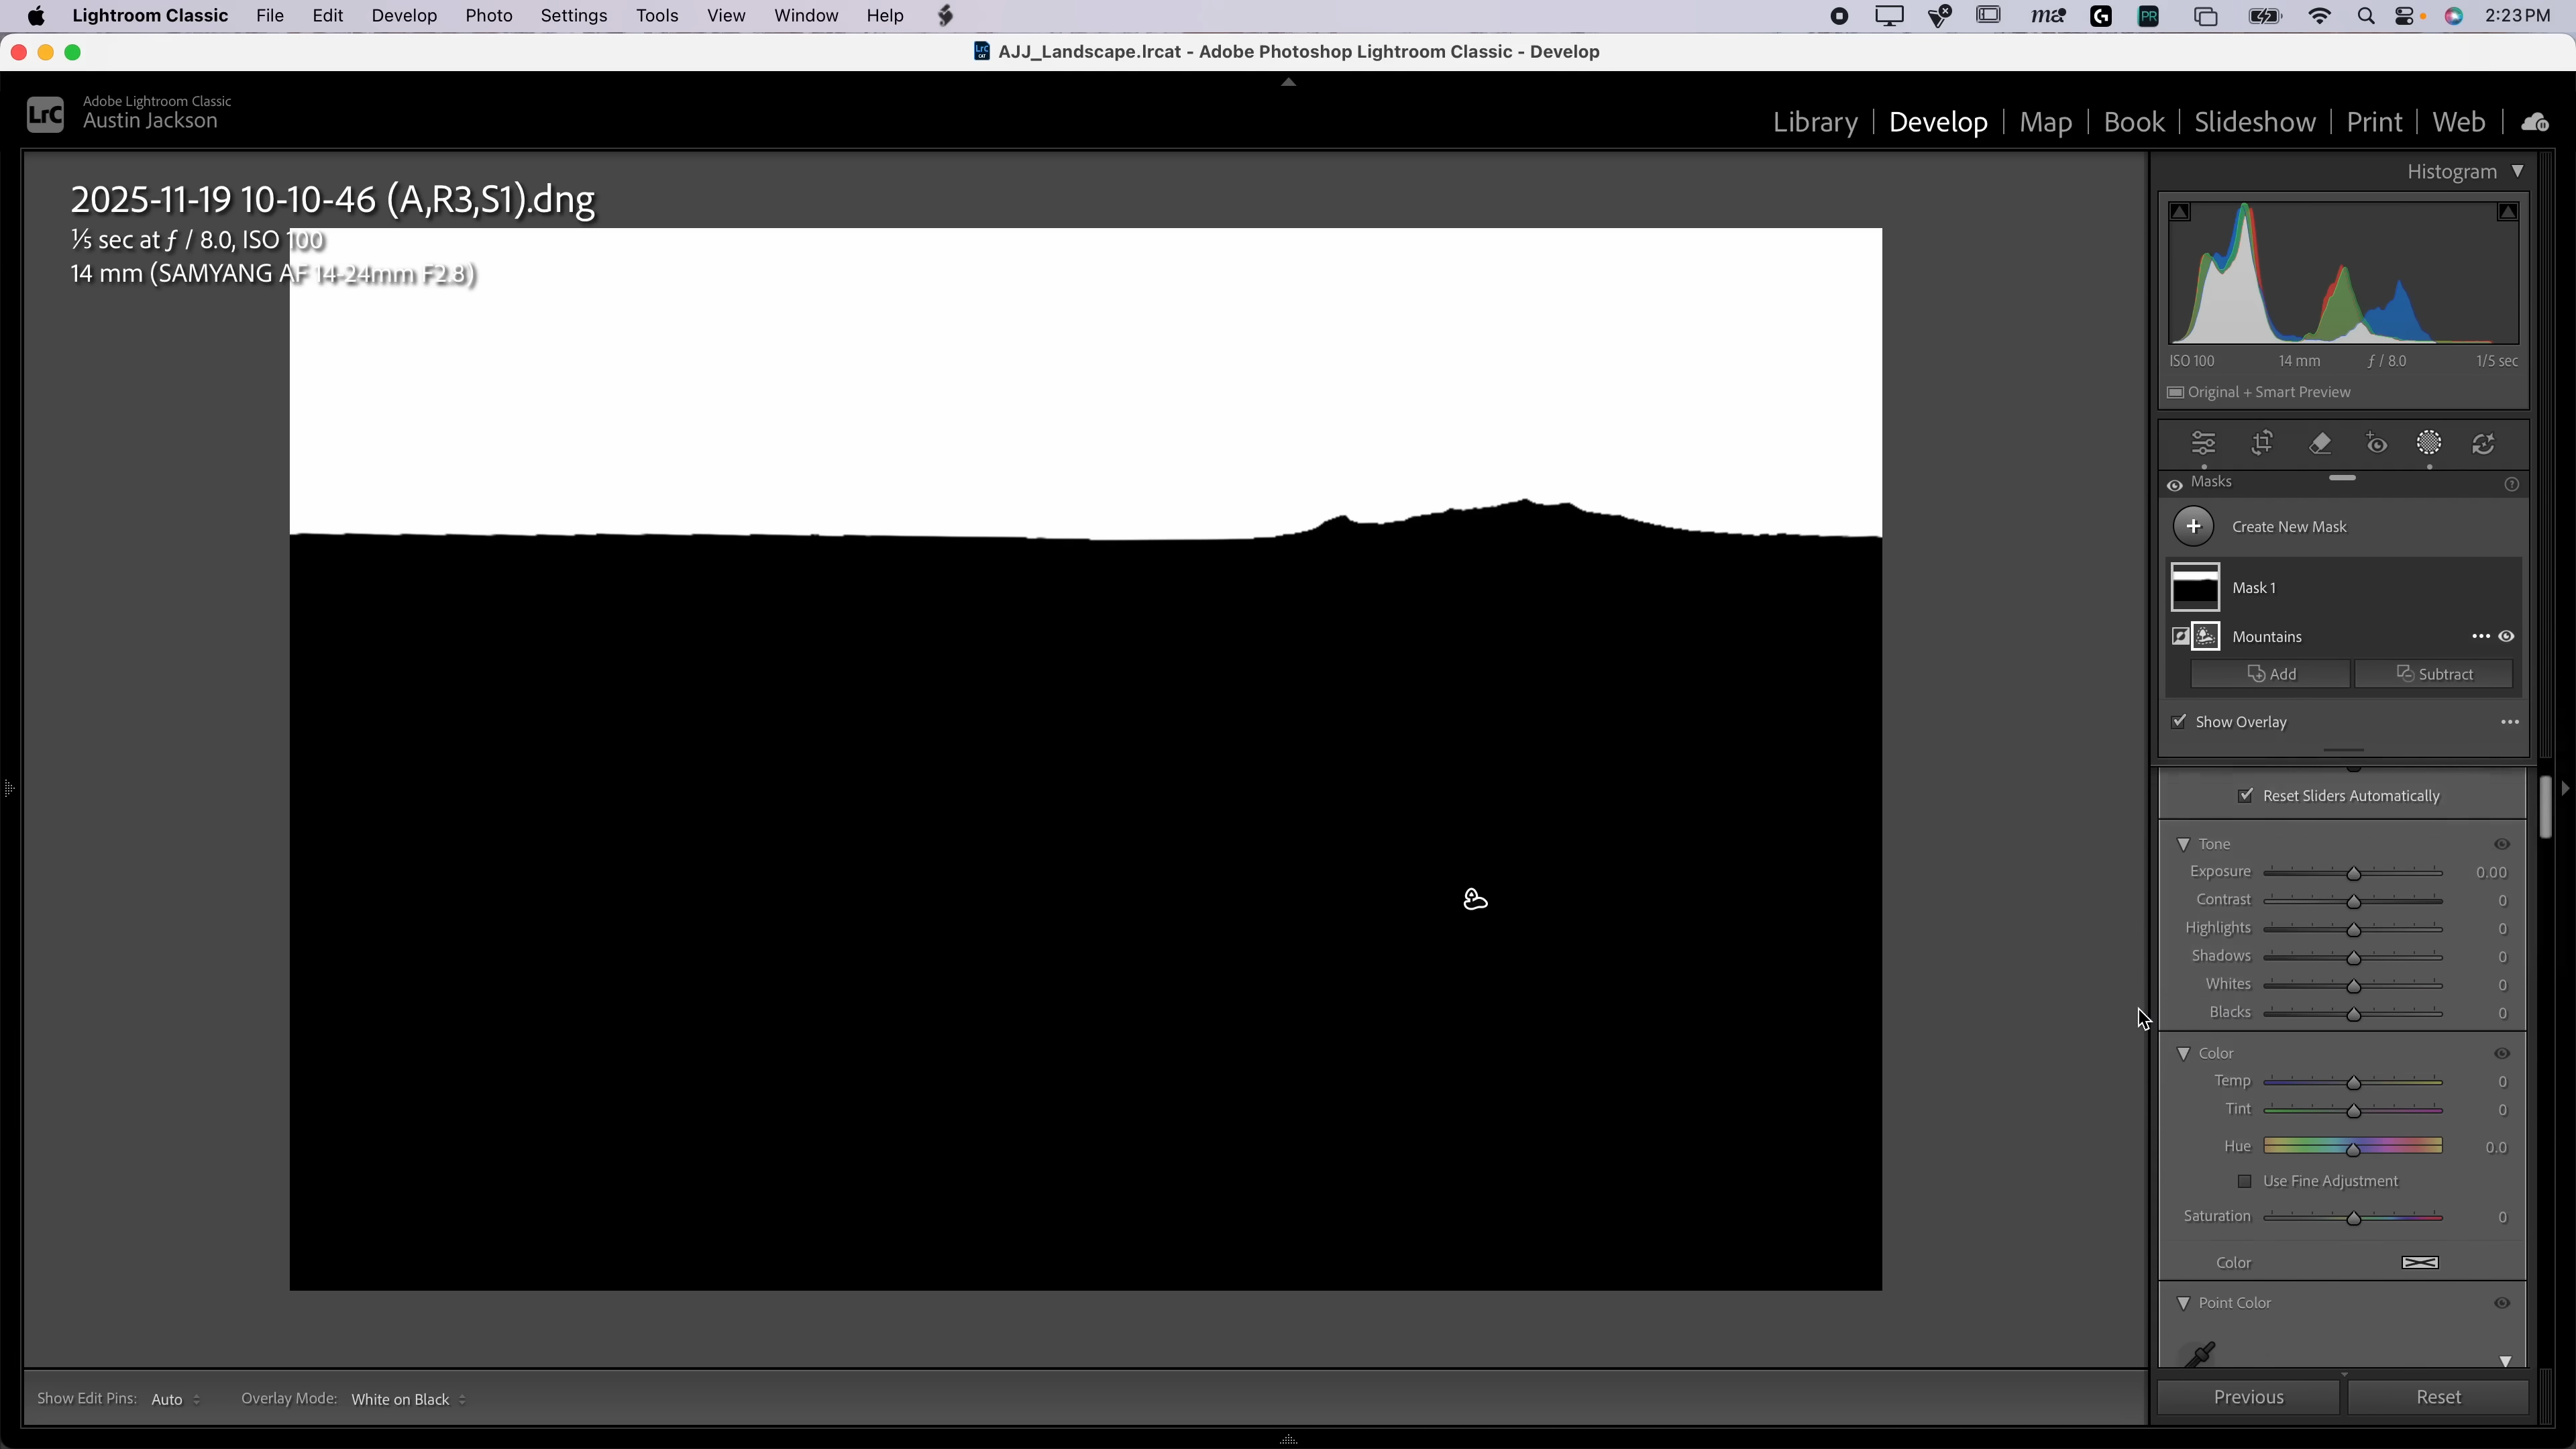 Lightroom Classic File Edit Develop Photo Settings Tools View Window Help 2:23 PM
AJJ_Landscape.lrcat - Adobe Photoshop Lightroom Classic - Develop
LrC
Adobe Lightroom Classic
Austin Jackson
Library | Develop | Map | Book | Slideshow | Print | Web |
2025-11-19 10-10-46 (A,R3,S1).dng
⅕ sec at ƒ / 8.0, ISO 100
14 mm (SAMYANG AF 14-24mm F2.8)
Histogram
ISO 100 14 mm ƒ / 8.0 1/5 sec
Original + Smart Preview
Masks
Create New Mask
Mask 1
Mountains
Add Subtract
Show Overlay
Reset Sliders Automatically
Tone
Exposure 0.00
Contrast 0
Highlights 0
Shadows 0
Whites 0
Blacks 0
Color
Temp 0
Tint 0
Hue 0.0
Use Fine Adjustment
Saturation 0
Color
Point Color
Show Edit Pins: Auto Overlay Mode: White on Black
Previous Reset